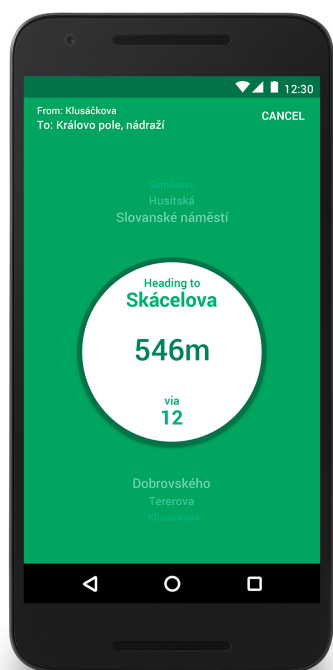 12:30
From: Klusáčkova
To: Královo pole, nádraží
CANCEL
Semilasso
Husitská
Slovanské náměstí
Heading to
Skácelova
546m
via
12
Dobrovského
Tererova
Klusáčkova